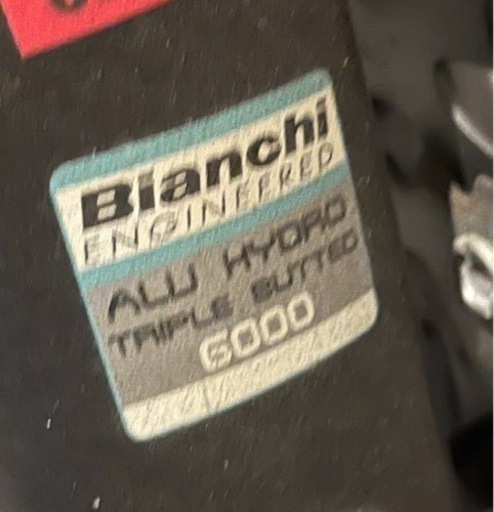 Bianchi
ENGINEERED
ALU HYDRO
TRIPLE BUTTED
6000